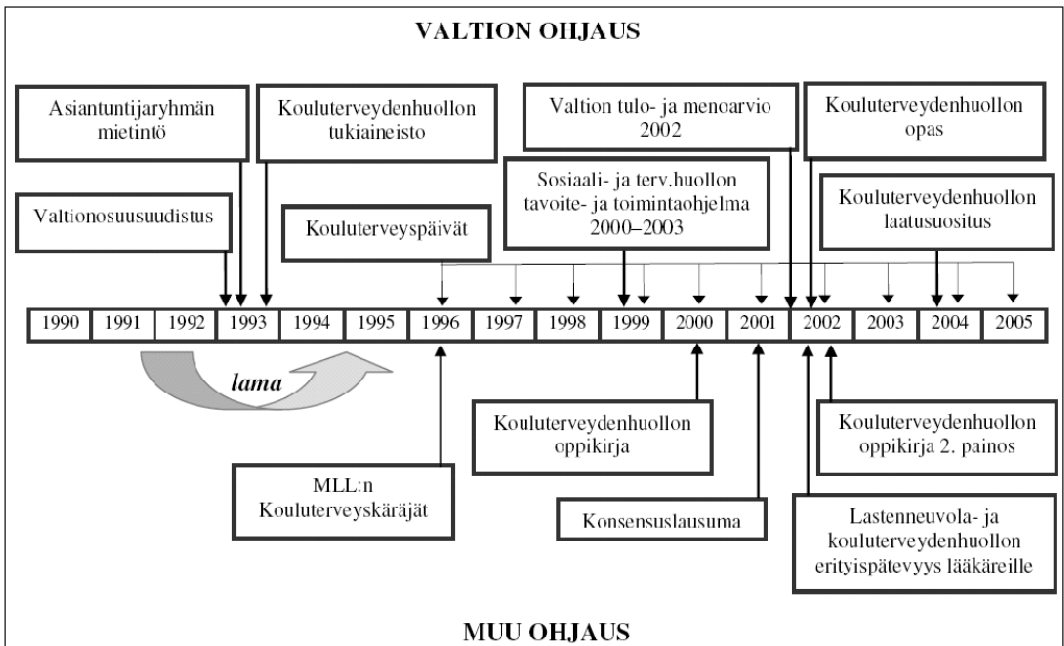 VALTION OHJAUS
Asiantuntijaryhmän
mietintö
Kouluterveydenhuollon
tukiaineisto
Valtion tulo- ja menoarvio
2002
Kouluterveydenhuollon
opas
Valtionosuusuudistus
Kouluterveyspäivät
Sosiaali- ja terv.huollon
tavoite- ja toimintaohjelma
2000–2003
Kouluterveydenhuollon
laatusuositus
1990 1991 1992 1993 1994 1995 1996 1997 1998 1999 2000 2001 2002 2003 2004 2005
lama
MLL:n
Kouluterveyskäräjät
Kouluterveydenhuollon
oppikirja
Konsensuslausuma
Kouluterveydenhuollon
oppikirja 2. painos
Lastenneuvola- ja
kouluterveydenhuollon
erityispätevyys lääkäreille
MUU OHJAUS